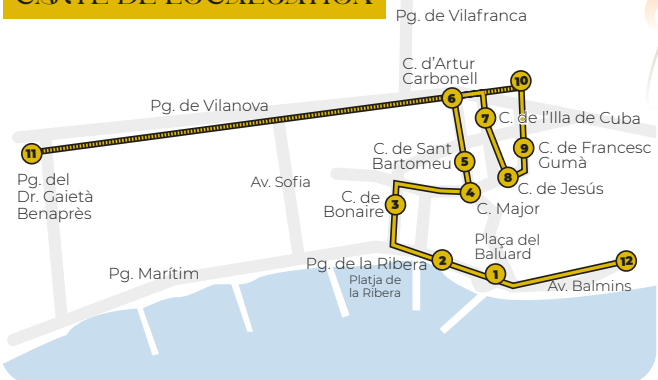 CARTE DE LOCALISATION
Pg. de Vilafranca
C. d'Artur
Carbonell
10
6
Pg. de Vilanova
7
C. de l'Illa de Cuba
11
C. de Sant
Bartomeu
5
9
C. de Francesc
Gumà
Pg. del
Dr. Gaietà
Benaprès
Av. Sofia
8
C. de Jesús
C. de
Bonaire
3
4
C. Major
Plaça del
Baluard
Pg. de la Ribera
2
12
Pg. Marítim
Platja de
la Ribera
1
Av. Balmins